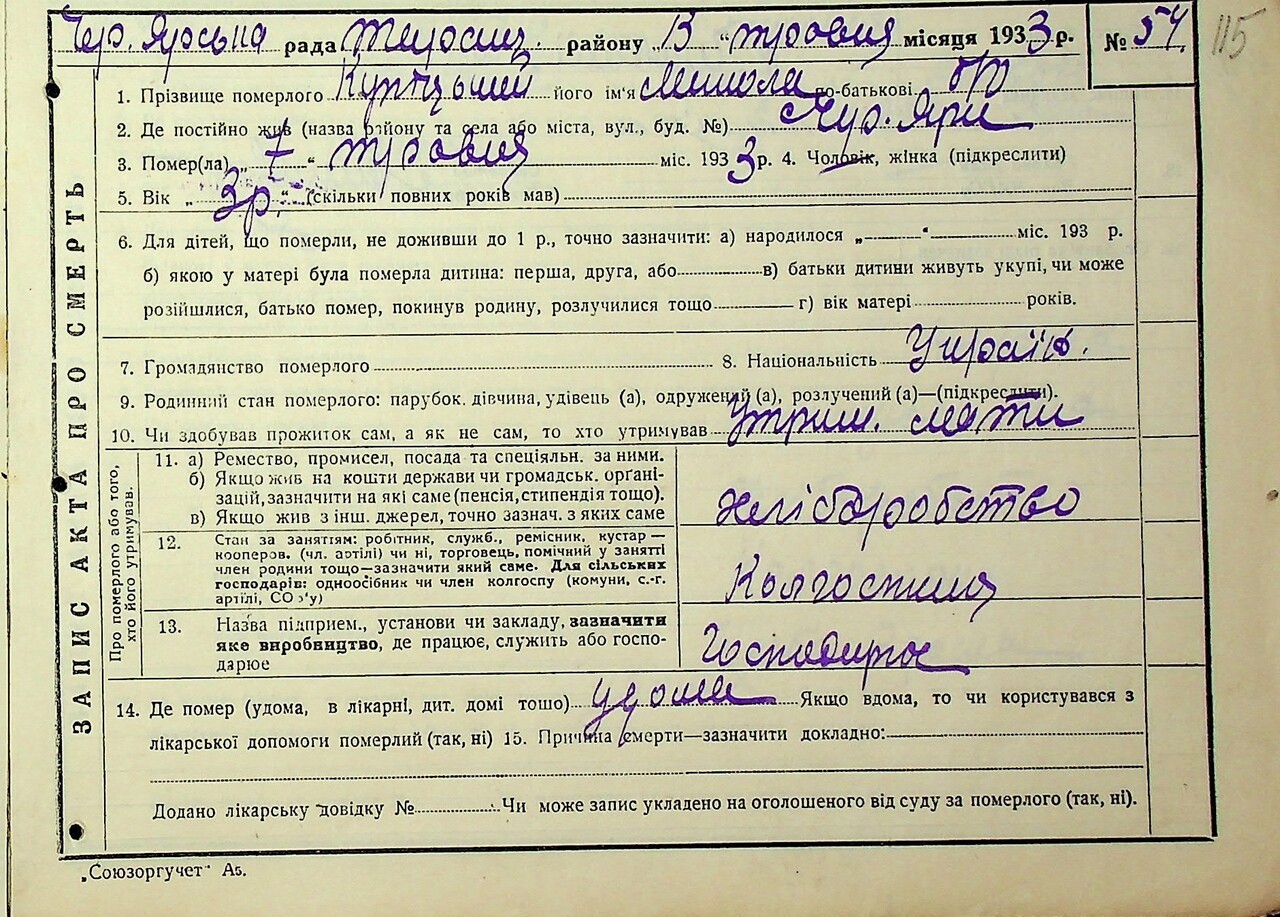 Чер. Ярська рада Тираспц. району „13“ травня місяця 1933 р. № 54 115
1. Прізвище померлого його ім'я Микола по-батькові б/б
2. Де постійно жив (назва району та села або міста, вул., буд. №) Чер. Яри
3. Помер(ла) „7“ травня міс. 1933 р. 4. Чоловік, жінка (підкреслити)
5. Вік „3р.“ (скільки повних років мав)
6. Для дітей, що померли, не доживши до 1 р., точно зазначити: а) народилося „ “ міс. 193 р.
б) якою у матері була померла дитина: перша, друга, або в) батьки дитини живуть укупі, чи може
розійшлися, батько помер, покинув родину, розлучилися тощо г) вік матері років.
7. Громадянство померлого 8. Національність Україн.
9. Родинний стан померлого: парубок, дівчина, удівець (а), одружений (а), розлучений (а)—(підкреслити).
10. Чи здобував прожиток сам, а як не сам, то хто утримував Утрим. мати
Про померлого або того,
хто його утримував.
11. а) Ремество, промисел, посада та спеціяльн. за ними.
б) Якщо жив на кошти держави чи громадськ. органі-
зацій, зазначити на які саме (пенсія, стипендія тощо).
в) Якщо жив з інш. джерел, точно зазнач. з яких саме
Хліборобство
12. Стан за заняттям: робітник, служб., ремісник, кустар—
кооперов. (чл. артілі) чи ні, торговець, помічний у занятті
член родини тощо—зазначити який саме. Для сільських
господарів: одноосібник чи член колгоспу (комуни, с.-г.
артілі, СОЗ'у)
Колгоспниця
13. Назва підприєм., установи чи закладу, зазначити
яке виробництво, де працює, служить або госпо-
дарює
14. Де помер (удома, в лікарні, дит. домі тощо) удома Якщо вдома, то чи користувався з
лікарської допомоги померлий (так, ні) 15. Причина смерти—зазначити докладно:
Додано лікарську довідку № Чи може запис укладено на оголошеного від суду за померлого (так, ні).
ЗАПИС АКТА ПРО СМЕРТЬ
„Союзоргучет“ А5.